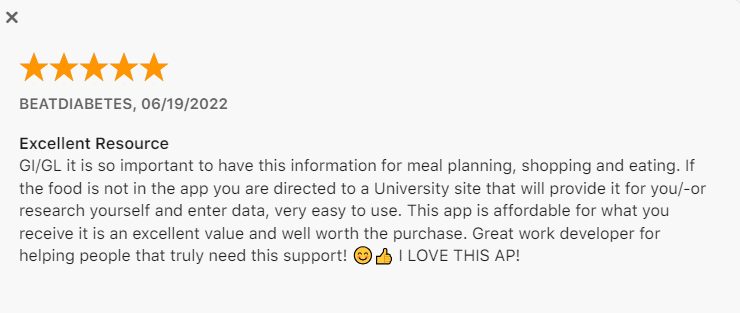 BEATDIABETES, 06/19/2022
Excellent Resource
GI/GL it is so important to have this information for meal planning, shopping and eating. If
the food is not in the app you are directed to a University site that will provide it for you/-or
research yourself and enter data, very easy to use. This app is affordable for what you
receive it is an excellent value and well worth the purchase. Great work developer for
helping people that truly need this support! 😊👍 I LOVE THIS AP!